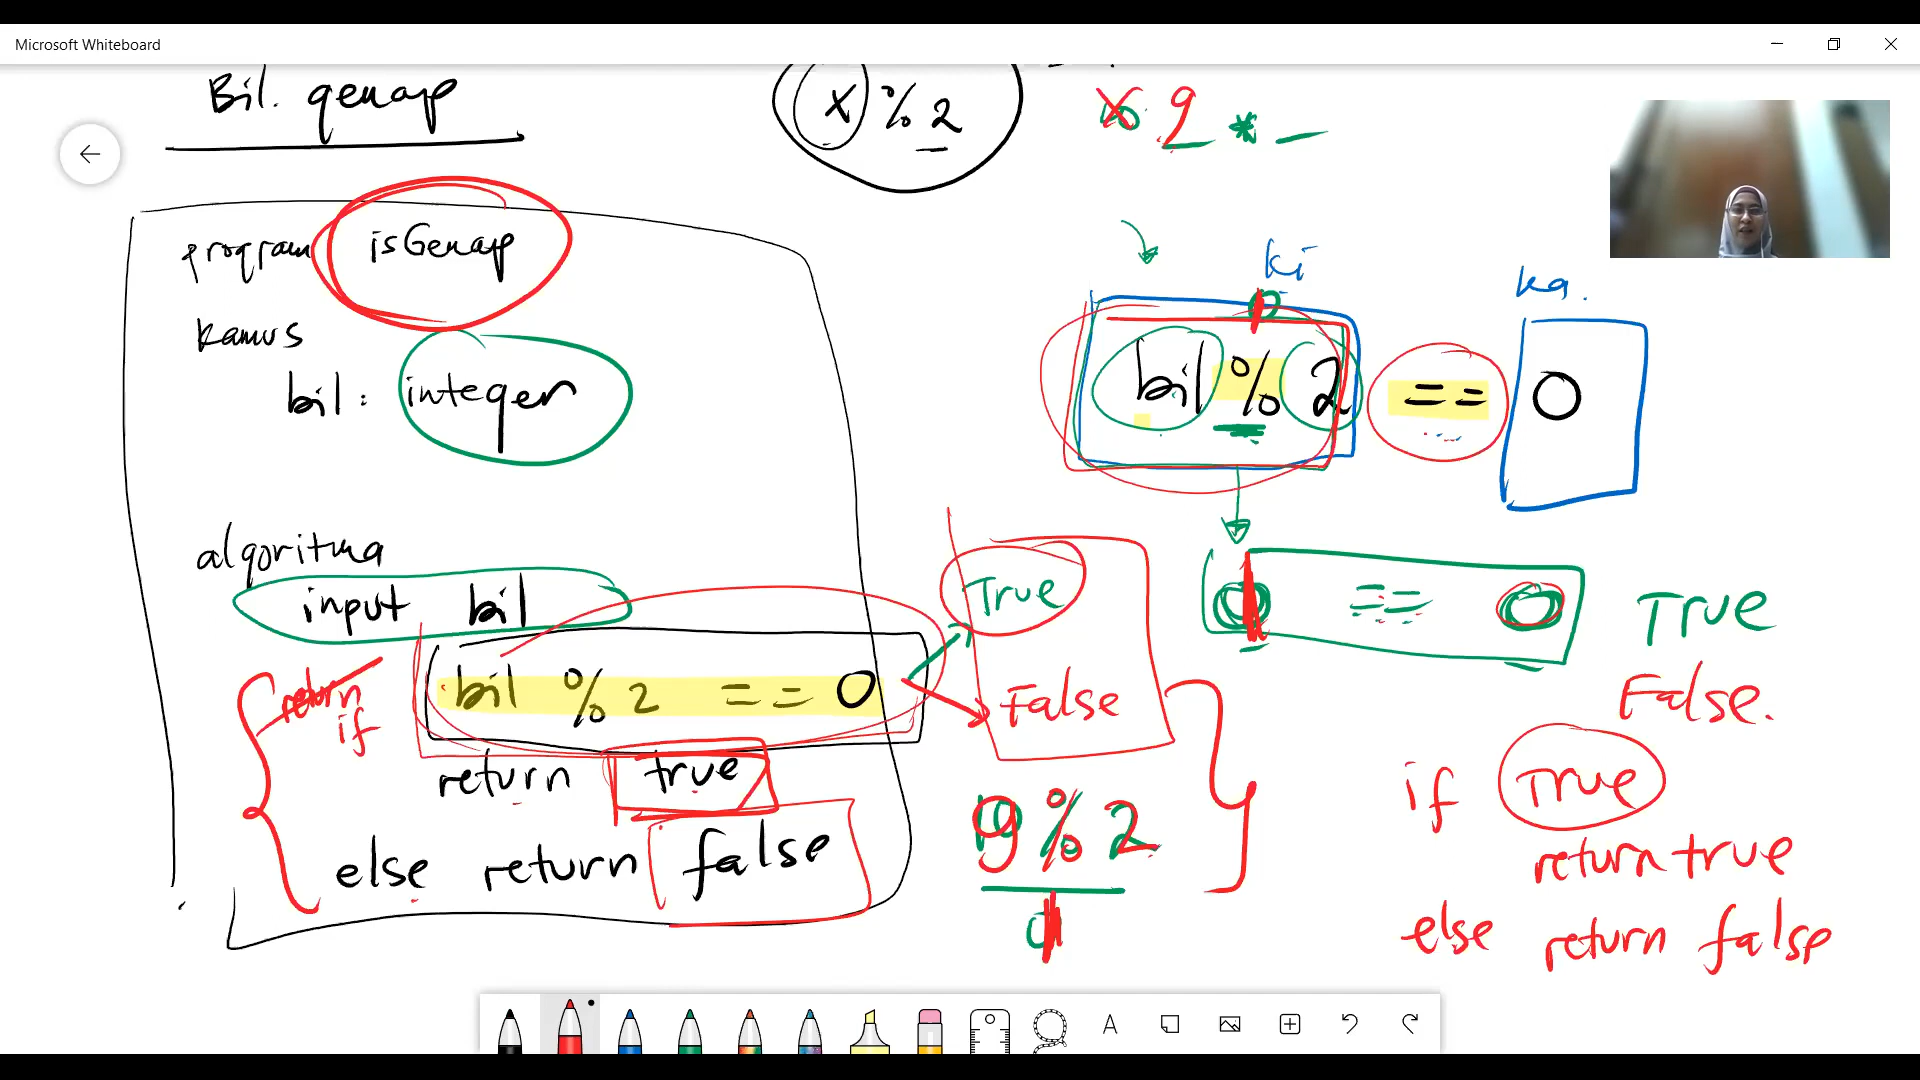 Microsoft Whiteboard
Bil. genap
x % 2
9 * —
program isGenap
kamus
bil : integer
algoritma
input bil
return
if bil % 2 == 0
return true
else return false
True
False
9 % 2
ki
ka.
bil % 2 == 0
==
True
False.
if True
return true
else return false